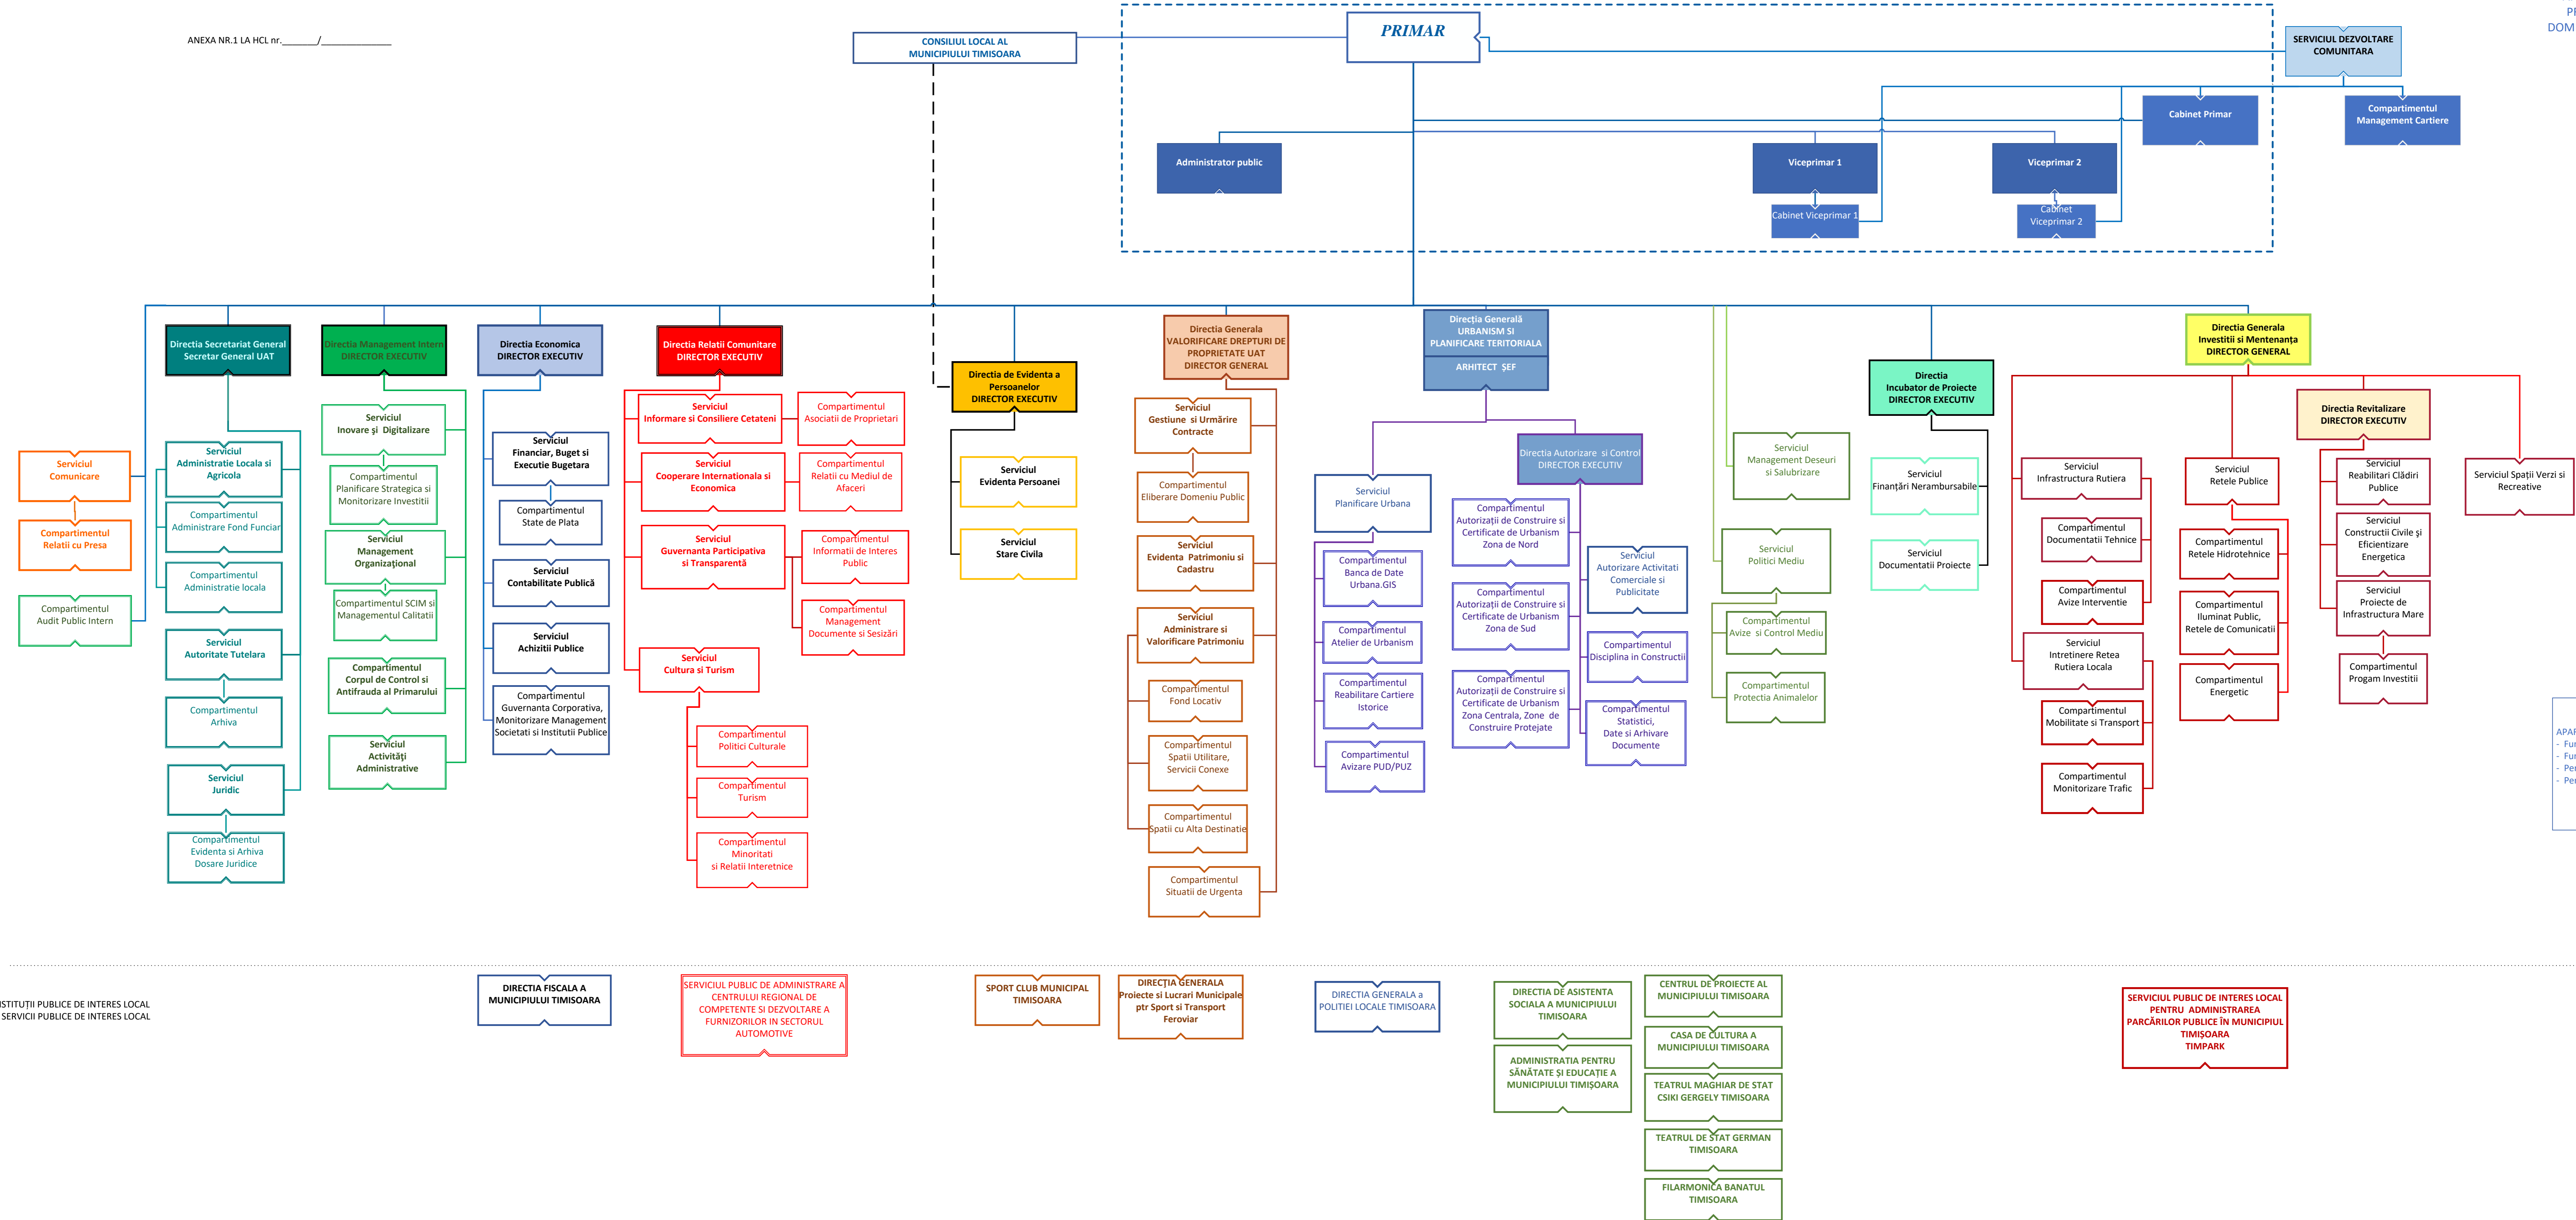 ANEXA NR.1 LA HCL nr._______/______________
CONSILIUL LOCAL AL
MUNICIPIULUI TIMISOARA
PRIMAR
SERVICIUL DEZVOLTARE
COMUNITARA
Cabinet Primar
Compartimentul
Management Cartiere
Administrator public
Viceprimar 1
Viceprimar 2
Cabinet Viceprimar 1
Cabinet
Viceprimar 2
Directia Secretariat General
Secretar General UAT
Directia Management Intern
DIRECTOR EXECUTIV
Directia Economica
DIRECTOR EXECUTIV
Directia Relatii Comunitare
DIRECTOR EXECUTIV
Directia de Evidenta a
Persoanelor
DIRECTOR EXECUTIV
Directia Generala
VALORIFICARE DREPTURI DE
PROPRIETATE UAT
DIRECTOR GENERAL
Direcția Generală
URBANISM SI
PLANIFICARE TERITORIALA
ARHITECT ȘEF
Directia
Incubator de Proiecte
DIRECTOR EXECUTIV
Directia Generala
Investitii si Mentenanța
DIRECTOR GENERAL
Serviciul
Comunicare
Compartimentul
Relatii cu Presa
Compartimentul
Audit Public Intern
Serviciul
Administratie Locala si
Agricola
Compartimentul
Administrare Fond Funciar
Compartimentul
Administratie locala
Serviciul
Autoritate Tutelara
Compartimentul
Arhiva
Serviciul
Juridic
Compartimentul
Evidenta si Arhiva
Dosare Juridice
Serviciul
Inovare şi Digitalizare
Compartimentul
Planificare Strategica si
Monitorizare Investitii
Serviciul
Management
Organizaţional
Compartimentul SCIM si
Managementul Calitatii
Compartimentul
Corpul de Control si
Antifrauda al Primarului
Serviciul
Activităţi
Administrative
Serviciul
Financiar, Buget si
Executie Bugetara
Compartimentul
State de Plata
Serviciul
Contabilitate Publică
Serviciul
Achizitii Publice
Compartimentul
Guvernanta Corporativa,
Monitorizare Management
Societati si Institutii Publice
Serviciul
Informare si Consiliere Cetateni
Compartimentul
Asociatii de Proprietari
Serviciul
Cooperare Internationala si
Economica
Compartimentul
Relatii cu Mediul de
Afaceri
Serviciul
Guvernanta Participativa
si Transparentă
Compartimentul
Informatii de Interes
Public
Compartimentul
Management
Documente si Sesizări
Serviciul
Cultura si Turism
Compartimentul
Politici Culturale
Compartimentul
Turism
Compartimentul
Minoritati
si Relatii Interetnice
Serviciul
Evidenta Persoanei
Serviciul
Stare Civila
Serviciul
Gestiune si Urmărire
Contracte
Compartimentul
Eliberare Domeniu Public
Serviciul
Evidenta Patrimoniu si
Cadastru
Serviciul
Administrare si
Valorificare Patrimoniu
Compartimentul
Fond Locativ
Compartimentul
Spatii Utilitare,
Servicii Conexe
Compartimentul
Spatii cu Alta Destinatie
Compartimentul
Situatii de Urgenta
Serviciul
Planificare Urbana
Compartimentul
Banca de Date
Urbana.GIS
Compartimentul
Atelier de Urbanism
Compartimentul
Reabilitare Cartiere
Istorice
Compartimentul
Avizare PUD/PUZ
Directia Autorizare si Control
DIRECTOR EXECUTIV
Compartimentul
Autorizații de Construire si
Certificate de Urbanism
Zona de Nord
Compartimentul
Autorizații de Construire si
Certificate de Urbanism
Zona de Sud
Compartimentul
Autorizații de Construire si
Certificate de Urbanism
Zona Centrala, Zone de
Construire Protejate
Serviciul
Autorizare Activitati
Comerciale si
Publicitate
Compartimentul
Disciplina in Constructii
Compartimentul
Statistici,
Date si Arhivare
Documente
Serviciul
Management Deseuri
si Salubrizare
Serviciul
Politici Mediu
Compartimentul
Avize si Control Mediu
Compartimentul
Protectia Animalelor
Serviciul
Finanțări Nerambursabile
Serviciul
Documentatii Proiecte
Serviciul
Infrastructura Rutiera
Compartimentul
Documentatii Tehnice
Compartimentul
Avize Interventie
Serviciul
Intretinere Retea
Rutiera Locala
Compartimentul
Mobilitate si Transport
Compartimentul
Monitorizare Trafic
Serviciul
Retele Publice
Compartimentul
Retele Hidrotehnice
Compartimentul
Iluminat Public,
Retele de Comunicatii
Compartimentul
Energetic
Directia Revitalizare
DIRECTOR EXECUTIV
Serviciul
Reabilitari Clădiri
Publice
Serviciul
Constructii Civile şi
Eficientizare
Energetica
Serviciul
Proiecte de
Infrastructura Mare
Compartimentul
Progam Investitii
Serviciul Spații Verzi si
Recreative
SERVICII PUBLICE DE INTERES LOCAL
DIRECTIA FISCALA A
MUNICIPIULUI TIMISOARA
SERVICIUL PUBLIC DE ADMINISTRARE A
CENTRULUI REGIONAL DE
COMPETENTE SI DEZVOLTARE A
FURNIZORILOR IN SECTORUL
AUTOMOTIVE
SPORT CLUB MUNICIPAL
TIMISOARA
DIRECŢIA GENERALA
Proiecte si Lucrari Municipale
ptr Sport si Transport
Feroviar
DIRECTIA GENERALA a
POLITIEI LOCALE TIMISOARA
DIRECTIA DE ASISTENTA
SOCIALA A MUNICIPIULUI
TIMISOARA
ADMINISTRATIA PENTRU
SĂNĂTATE ȘI EDUCAȚIE A
MUNICIPIULUI TIMIȘOARA
CENTRUL DE PROIECTE AL
MUNICIPIULUI TIMISOARA
CASA DE CULTURA A
MUNICIPIULUI TIMISOARA
TEATRUL MAGHIAR DE STAT
CSIKI GERGELY TIMISOARA
TEATRUL DE STAT GERMAN
TIMISOARA
FILARMONICA BANATUL
TIMISOARA
SERVICIUL PUBLIC DE INTERES LOCAL
PENTRU ADMINISTRAREA
PARCĂRILOR PUBLICE ÎN MUNICIPIUL
TIMIȘOARA
TIMPARK